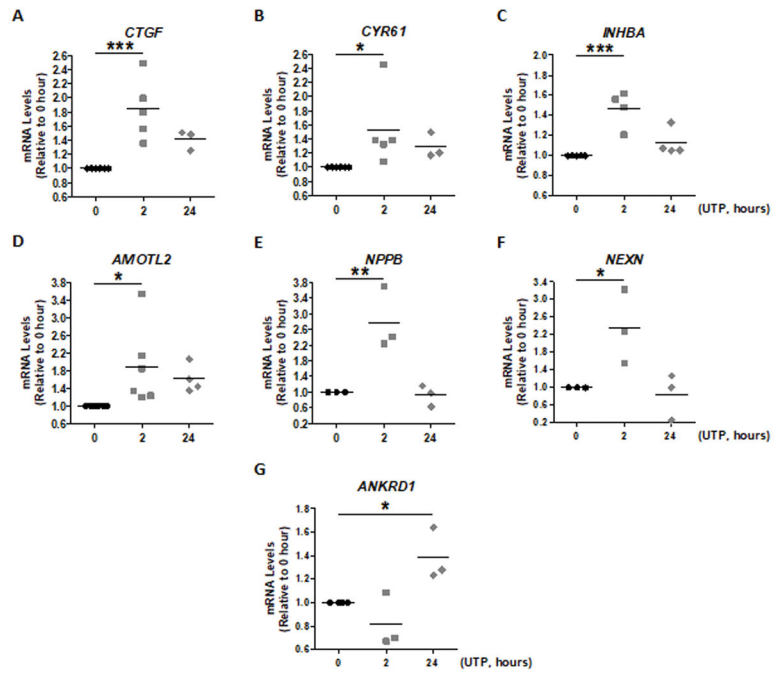 A
CTGF
***
mRNA Levels
(Relative to 0 hour)
2.6
2.4
2.2
2.0
1.8
1.6
1.4
1.2
1.0
0.8
0.6
0 2 24
B
CYR61
*
mRNA Levels
(Relative to 0 hour)
2.6
2.4
2.2
2.0
1.8
1.6
1.4
1.2
1.0
0.8
0.6
0 2 24
C
INHBA
***
mRNA Levels
(Relative to 0 hour)
2.0
1.8
1.6
1.4
1.2
1.0
0.8
0.6
0 2 24 (UTP, hours)
D
AMOTL2
*
mRNA Levels
(Relative to 0 hour)
3.8
3.4
3.0
2.6
2.2
1.8
1.4
1.0
0.6
0 2 24
E
NPPB
**
mRNA Levels
(Relative to 0 hour)
3.8
3.4
3.0
2.6
2.2
1.8
1.4
1.0
0.6
0.2
0 2 24
F
NEXN
*
mRNA Levels
(Relative to 0 hour)
3.4
3.0
2.6
2.2
1.8
1.4
1.0
0.6
0.2
0 2 24 (UTP, hours)
G
ANKRD1
*
mRNA Levels
(Relative to 0 hour)
1.8
1.6
1.4
1.2
1.0
0.8
0.6
0 2 24 (UTP, hours)